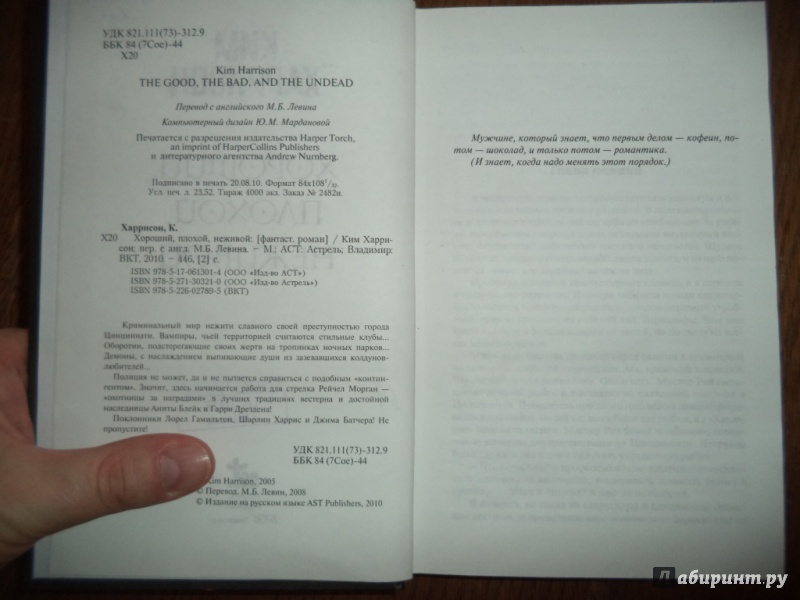 УДК 821.111(73)-312.9
ББК 84 (7Сое)-44
Х20
Kim Harrison
THE GOOD, THE BAD, AND THE UNDEAD
Перевод с английского М.Б. Левина
Компьютерный дизайн Ю.М. Мардановой
Печатается с разрешения издательства Harper Torch,
an imprint of HarperCollins Publishers
и литературного агентства Andrew Nurnberg.
Подписано в печать 20.08.10. Формат 84х108 1/32.
Усл. печ. л. 23,52. Тираж 4000 экз. Заказ № 2482и.
Харрисон, К.
Х20 Хороший, плохой, неживой: [фантаст. роман] / Ким Харри-
сон; пер. с англ. М.Б. Левина. – М.: АСТ: Астрель; Владимир:
ВКТ, 2010. – 446, [2] с.
ISBN 978-5-17-061301-4 (ООО «Изд-во АСТ»)
ISBN 978-5-271-30321-0 (ООО «Изд-во Астрель»)
ISBN 978-5-226-02789-5 (ВКТ)
Криминальный мир нежити славного своей преступностью города
Цинциннати. Вампиры, чьей территорией считаются стильные клубы...
Оборотни, подстерегающие своих жертв на тропинках ночных парков...
Демоны, с наслаждением выпивающие души из зазевавшихся колдунов-
любителей...
Полиция не может, да и не пытается справиться с подобным «контин-
гентом». Значит, здесь начинается работа для стрелка Рейчел Морган —
«охотницы за наградами» в лучших традициях вестерна и достойной
наследницы Аниты Блейк и Гарри Дрездена!
Поклонники Лорел Гамильтон, Шарлин Харрис и Джима Батчера! Не
пропустите!
УДК 821.111(73)-312.9
ББК 84 (7Сое)-44
Kim Harrison, 2005
© Перевод. М.Б. Левин, 2008
© Издание на русском языке AST Publishers, 2010
Мужчине, который знает, что первым делом — кофеин, по-
том — шоколад, и только потом — романтика.
(И знает, когда надо менять этот порядок.)
Лабиринт.ру